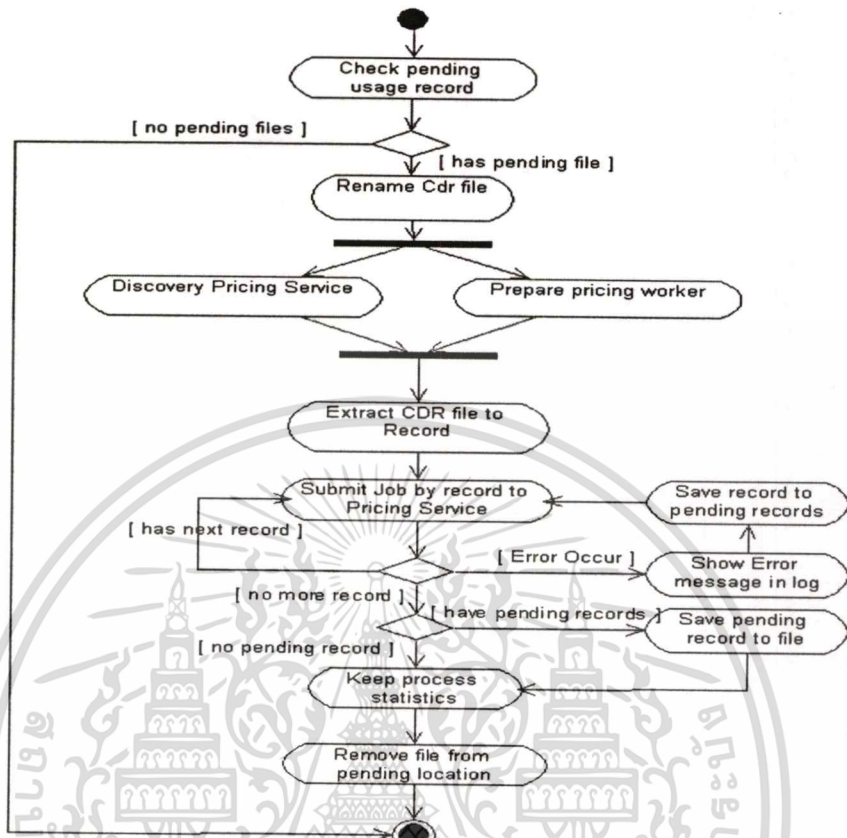 Check pending
usage record
[ no pending files ]
[ has pending file ]
Rename Cdr file
Discovery Pricing Service
Prepare pricing worker
Extract CDR file to
Record
Submit Job by record to
Pricing Service
Save record to
pending records
[ has next record ]
[ Error Occur ]
Show Error
message in log
[ no more record ]
[ have pending records ]
Save pending
record to file
[ no pending record ]
Keep process
statistics
Remove file from
pending location